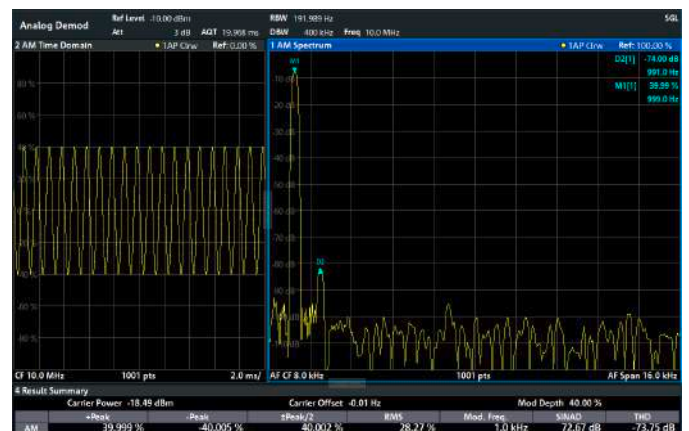 Analog Demod
Ref Level -10.00 dBm RBW 191.989 Hz SGL
Att 3 dB AQT 19.968 ms DBW 400 kHz Freq 10.0 MHz
2 AM Time Domain 1AP Clrw Ref: 0.00 %
1 AM Spectrum 1AP Clrw Ref: 100.00 %
D2[1] -74.00 dB
991.0 Hz
M1[1] 39.99 %
999.0 Hz
M1
D2
CF 10.0 MHz 1001 pts 2.0 ms/
AF CF 8.0 kHz 1001 pts AF Span 16.0 kHz
4 Result Summary
Carrier Power -18.49 dBm Carrier Offset -0.01 Hz Mod Depth 40.00 %
+Peak -Peak ±Peak/2 RMS Mod. Freq. SINAD THD
AM 39.999 % -40.005 % 40.002 % 28.27 % 1.0 kHz 72.67 dB -73.75 dB